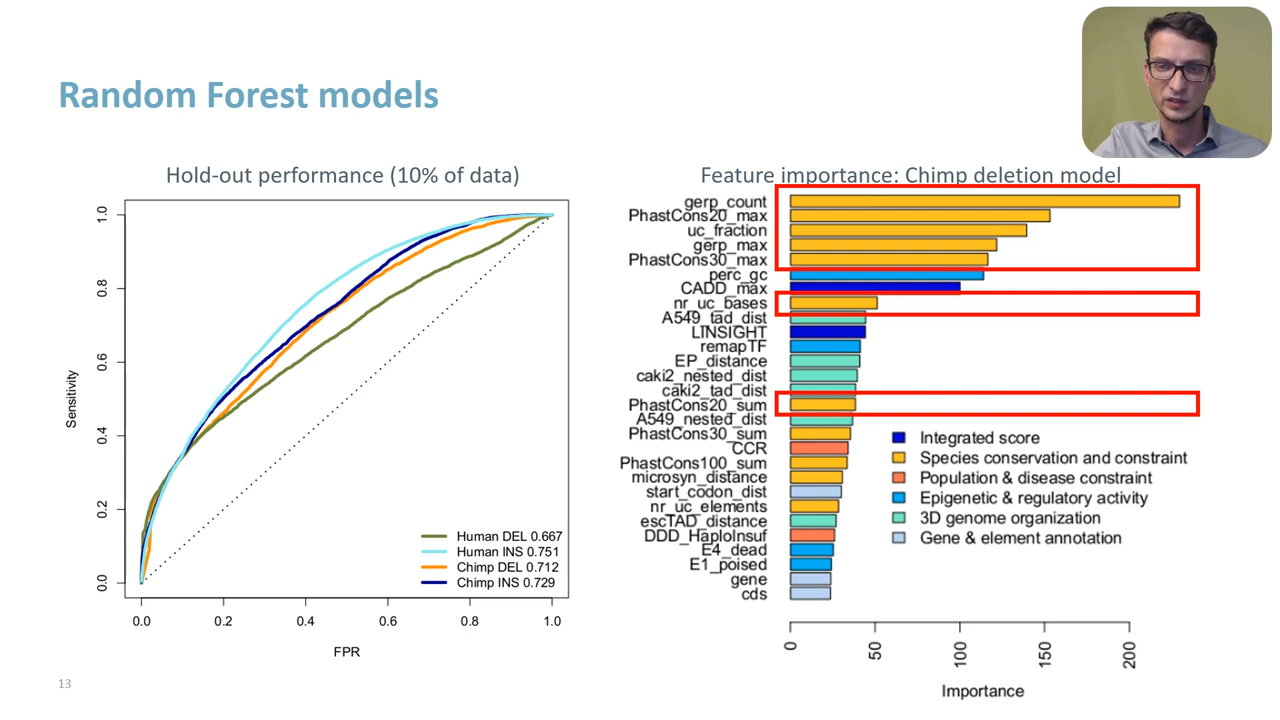 Random Forest models
Hold-out performance (10% of data)
1.0
0.8
0.6
0.4
0.2
0.0
Sensitivity
0.0 0.2 0.4 0.6 0.8 1.0
FPR
Human DEL 0.667
Human INS 0.751
Chimp DEL 0.712
Chimp INS 0.729
Feature importance: Chimp deletion model
gerp_count
PhastCons20_max
uc_fraction
gerp_max
PhastCons30_max
perc_gc
CADD_max
nr_uc_bases
A549_tad_dist
LINSIGHT
remapTF
EP_distance
caki2_nested_dist
caki2_tad_dist
PhastCons20_sum
A549_nested_dist
PhastCons30_sum
CCR
PhastCons100_sum
microsyn_distance
start_codon_dist
nr_uc_elements
escTAD_distance
DDD_HaploInsuf
E4_dead
E1_poised
gene
cds
Integrated score
Species conservation and constraint
Population & disease constraint
Epigenetic & regulatory activity
3D genome organization
Gene & element annotation
0 50 100 150 200
Importance
13